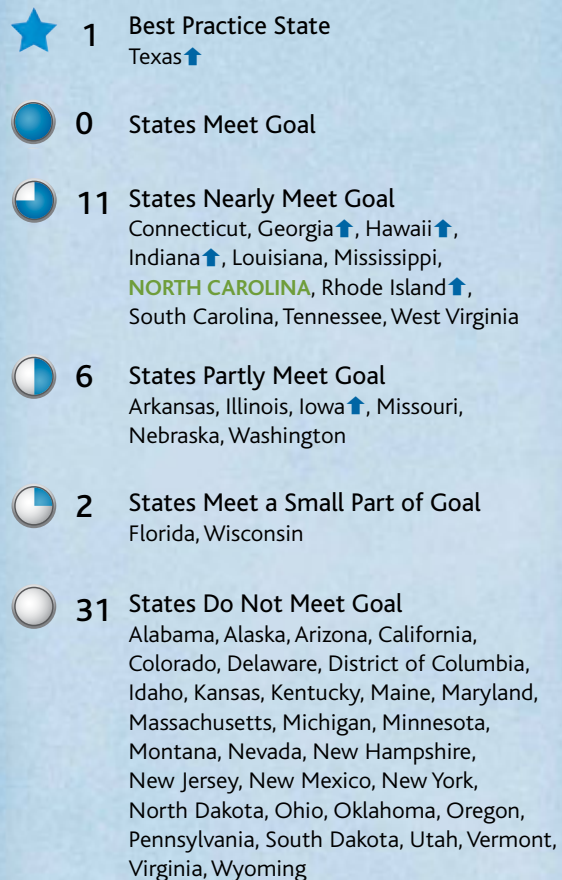 1 Best Practice State
Texas⬆
0 States Meet Goal
11 States Nearly Meet Goal
Connecticut, Georgia⬆, Hawaii⬆,
Indiana⬆, Louisiana, Mississippi,
NORTH CAROLINA, Rhode Island⬆,
South Carolina, Tennessee, West Virginia
6 States Partly Meet Goal
Arkansas, Illinois, Iowa⬆, Missouri,
Nebraska, Washington
2 States Meet a Small Part of Goal
Florida, Wisconsin
31 States Do Not Meet Goal
Alabama, Alaska, Arizona, California,
Colorado, Delaware, District of Columbia,
Idaho, Kansas, Kentucky, Maine, Maryland,
Massachusetts, Michigan, Minnesota,
Montana, Nevada, New Hampshire,
New Jersey, New Mexico, New York,
North Dakota, Ohio, Oklahoma, Oregon,
Pennsylvania, South Dakota, Utah, Vermont,
Virginia, Wyoming